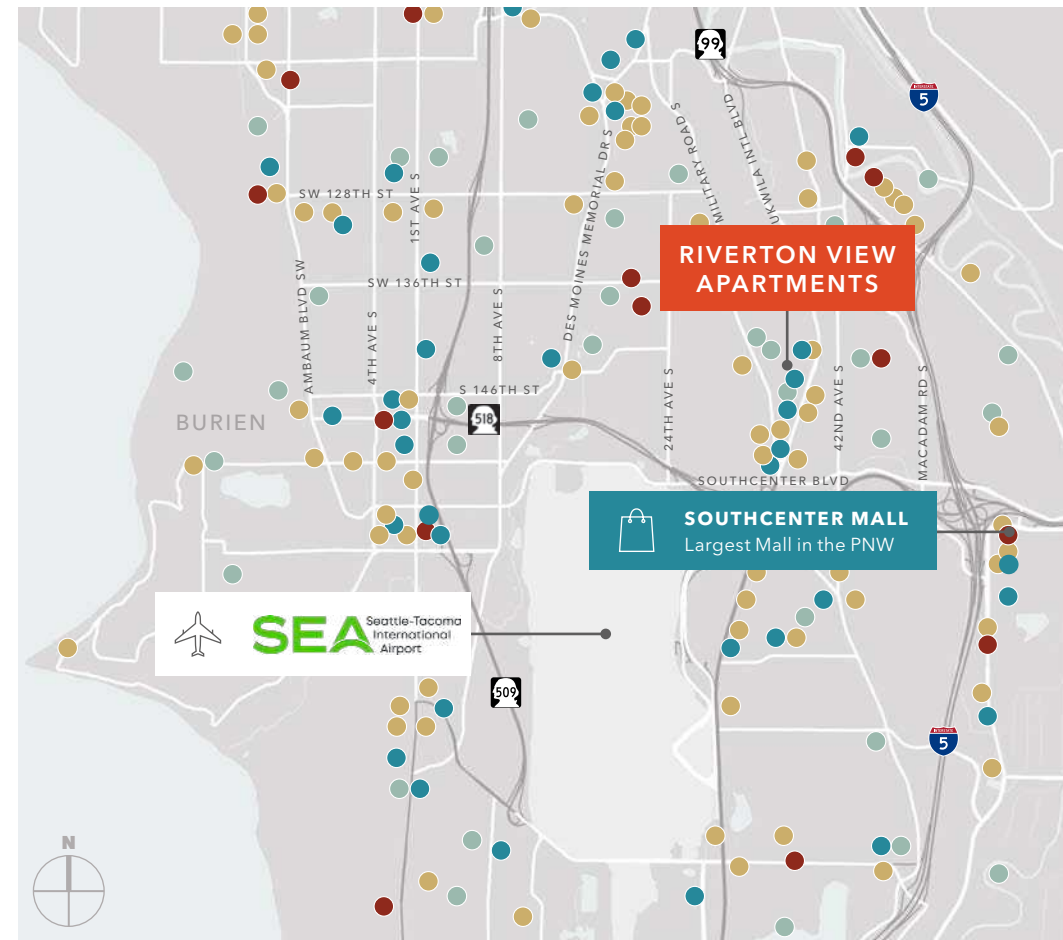 99
5
MILITARY ROAD S
UKWILA INTL BLVD
DES MOINES MEMORIAL DR S
SW 128TH ST
1ST AVE S
RIVERTON VIEW
APARTMENTS
SW 136TH ST
AMBAUM BLVD SW
4TH AVE S
8TH AVE S
S 146TH ST
24TH AVE S
42ND AVE S
MACADAM RD S
BURIEN
518
SOUTHCENTER BLVD
SOUTHCENTER MALL
Largest Mall in the PNW
SEA
Seattle-Tacoma
International
Airport
509
5
N